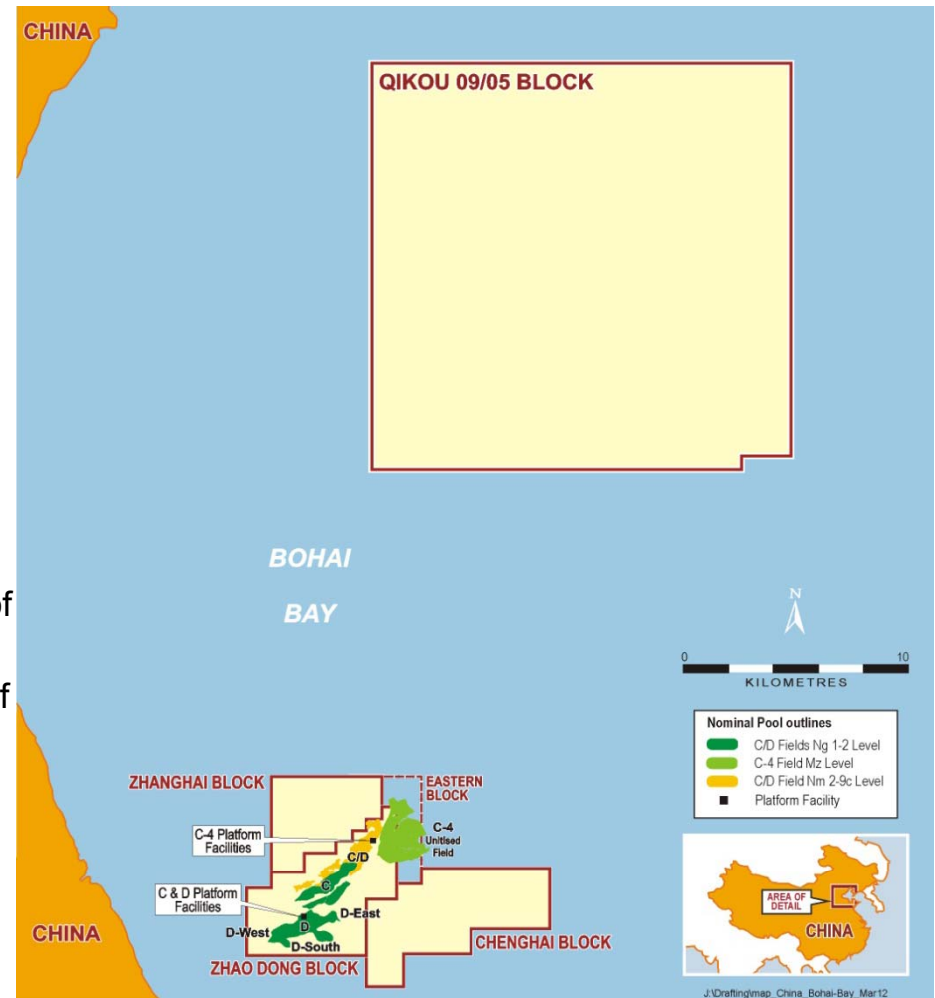 CHINA
QIKOU 09/05 BLOCK
BOHAI
BAY
of
f
N
0 10
KILOMETRES
Nominal Pool outlines
C/D Fields Ng 1-2 Level
C-4 Field Mz Level
C/D Field Nm 2-9c Level
Platform Facility
ZHANGHAI BLOCK
EASTERN
BLOCK
C-4 Platform
Facilities
C-4
Unitised
Field
C/D
C
C & D Platform
Facilities
D-East
D
D-West
D-South
CHINA
CHENGHAI BLOCK
ZHAO DONG BLOCK
AREA OF
DETAIL
CHINA
J:\Drafting\map_China_Bohai-Bay_Mar12